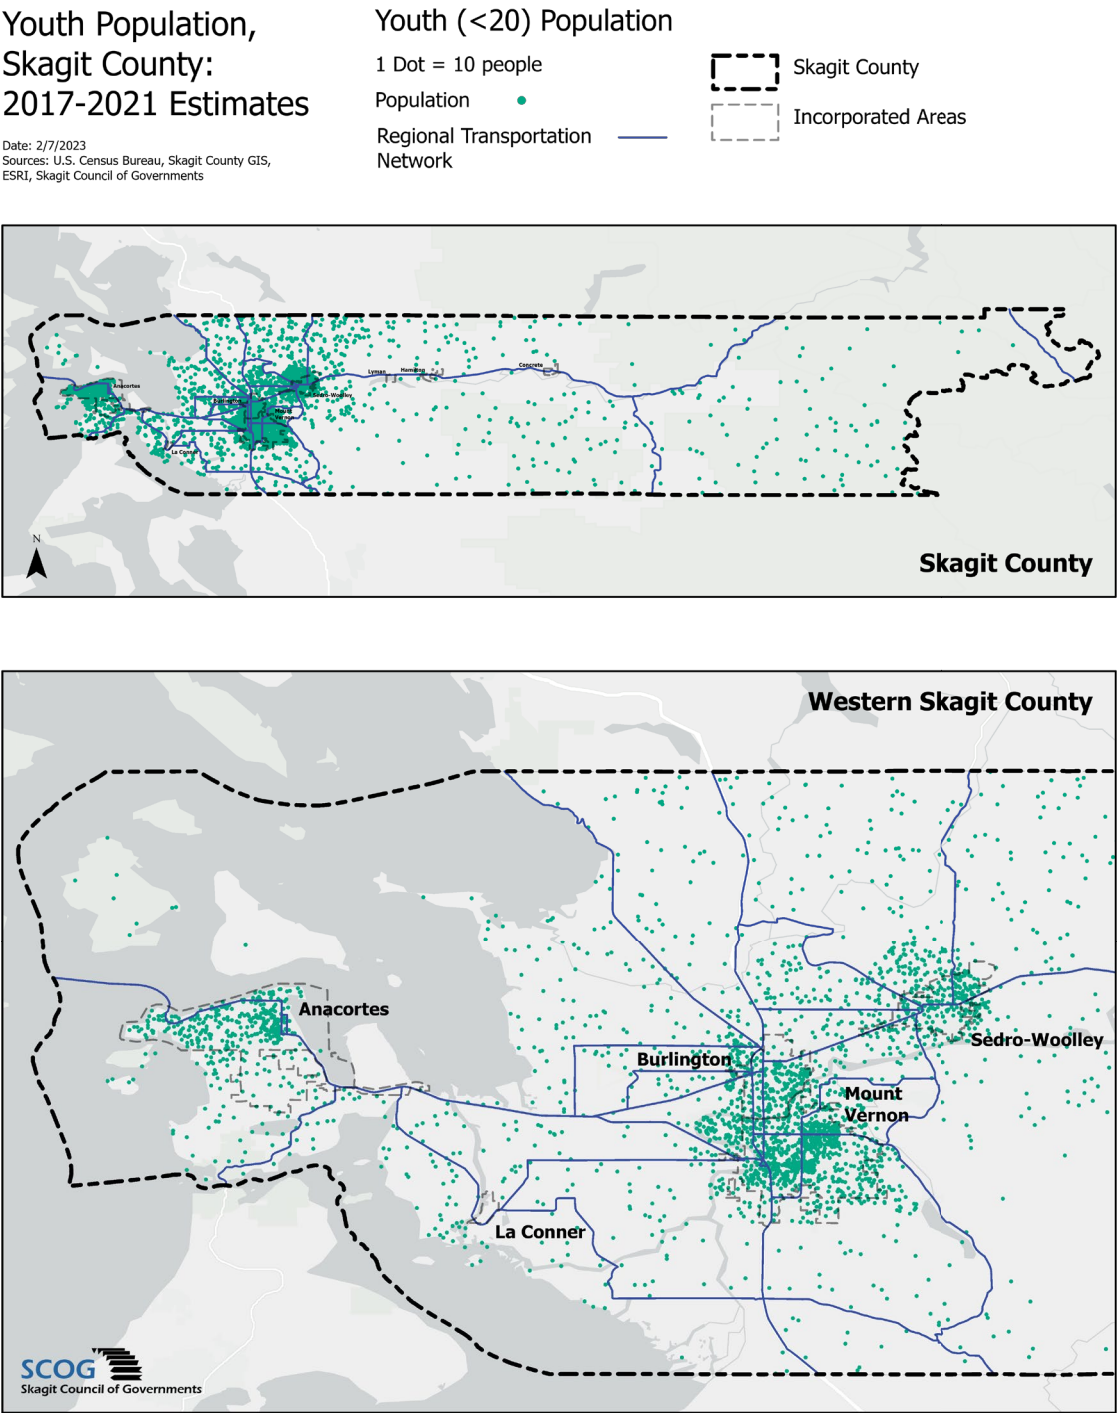 Youth Population,
Skagit County:
2017-2021 Estimates
Date: 2/7/2023
Sources: U.S. Census Bureau, Skagit County GIS,
ESRI, Skagit Council of Governments
Youth (<20) Population
1 Dot = 10 people
Population
Regional Transportation
Network
Skagit County
Incorporated Areas
Anacortes
Burlington
Mount
Vernon
Sedro-Woolley
La Conner
Lyman
Hamilton
Concrete
N
Skagit County
Western Skagit County
Anacortes
Burlington
Sedro-Woolley
Mount
Vernon
La Conner
SCOG
Skagit Council of Governments